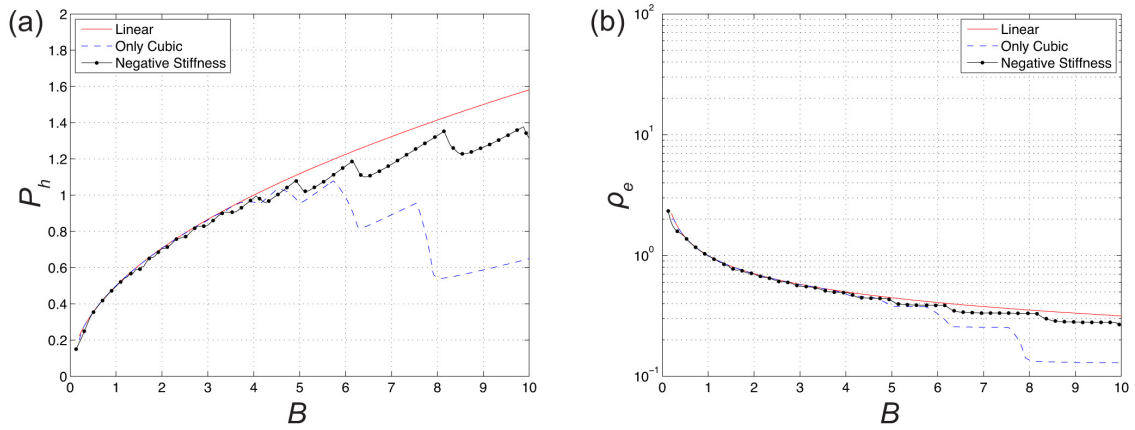 (a)
P_h
2
1.8
1.6
1.4
1.2
1
0.8
0.6
0.4
0.2
0
Linear
Only Cubic
Negative Stiffness
0 1 2 3 4 5 6 7 8 9 10
B
(b)
ρ_e
10^2
10^1
10^0
10^-1
Linear
Only Cubic
Negative Stiffness
0 1 2 3 4 5 6 7 8 9 10
B